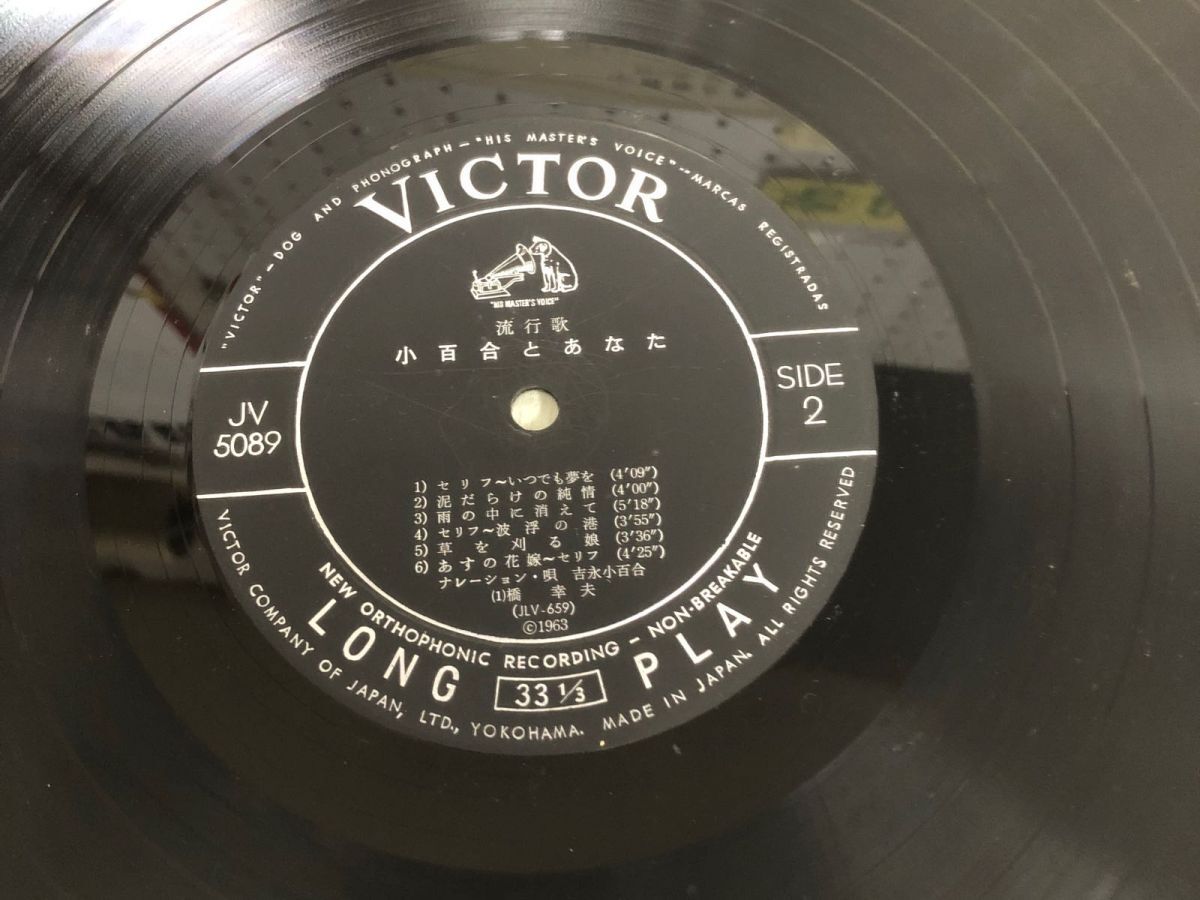 "VICTOR" – DOG AND PHONOGRAPH – "HIS MASTER'S VOICE" – MARCAS REGISTRADAS
VICTOR
"HIS MASTER'S VOICE"
流行歌
小百合とあなた
JV
5089
SIDE
2
1) セリフ～いつでも夢を (4'09")
2) 泥だらけの純情 (4'00")
3) 雨の中に消えて (5'18")
4) セリフ～波浮の港 (3'55")
5) 草を刈る娘 (3'36")
6) あすの花嫁～セリフ (4'25")
ナレーション・唄 吉永小百合
(1)橋 幸夫
(JLV-659)
©1963
NEW ORTHOPHONIC RECORDING – NON-BREAKABLE
LONG 33 1/3 PLAY
VICTOR COMPANY OF JAPAN, LTD., YOKOHAMA. MADE IN JAPAN. ALL RIGHTS RESERVED